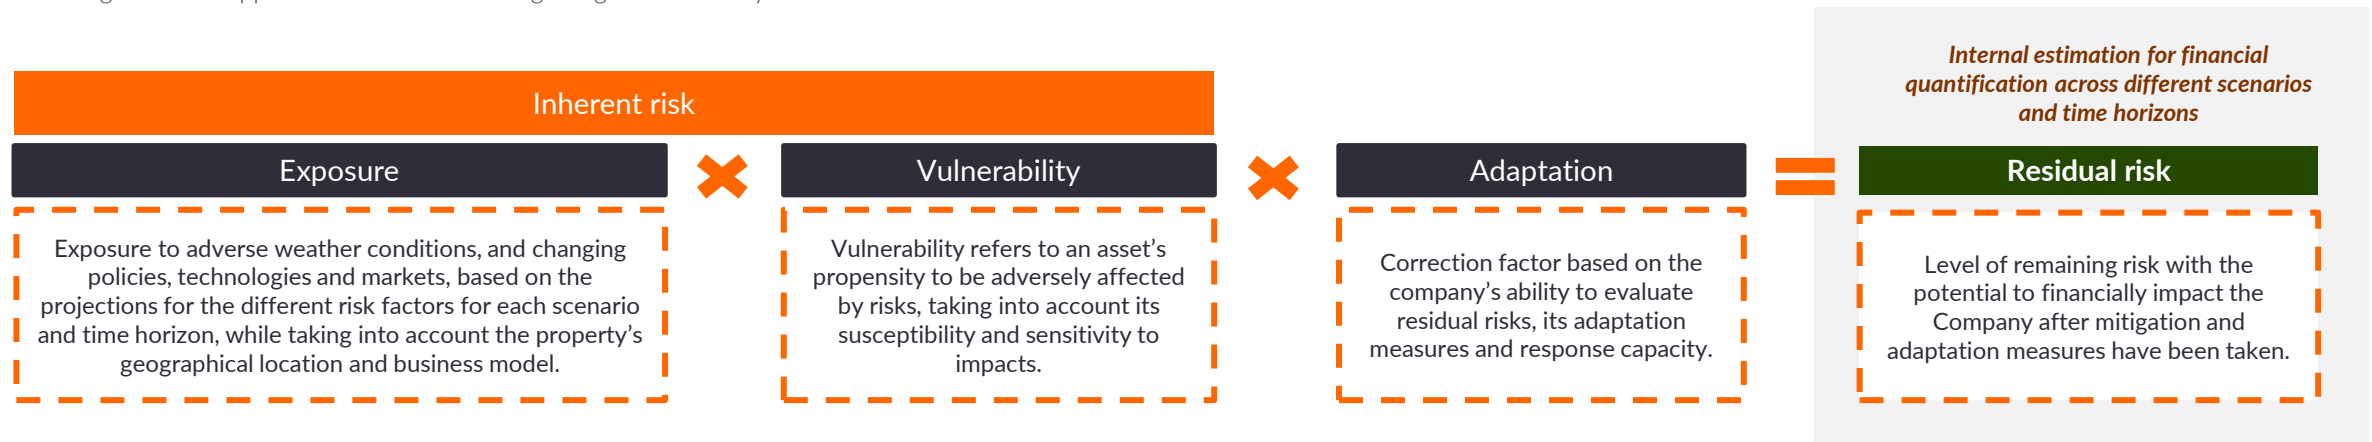 Inherent risk
Exposure
Exposure to adverse weather conditions, and changing
policies, technologies and markets, based on the
projections for the different risk factors for each scenario
and time horizon, while taking into account the property's
geographical location and business model.
Vulnerability
Vulnerability refers to an asset's
propensity to be adversely affected
by risks, taking into account its
susceptibility and sensitivity to
impacts.
Adaptation
Correction factor based on the
company's ability to evaluate
residual risks, its adaptation
measures and response capacity.
Internal estimation for financial
quantification across different scenarios
and time horizons
Residual risk
Level of remaining risk with the
potential to financially impact the
Company after mitigation and
adaptation measures have been taken.